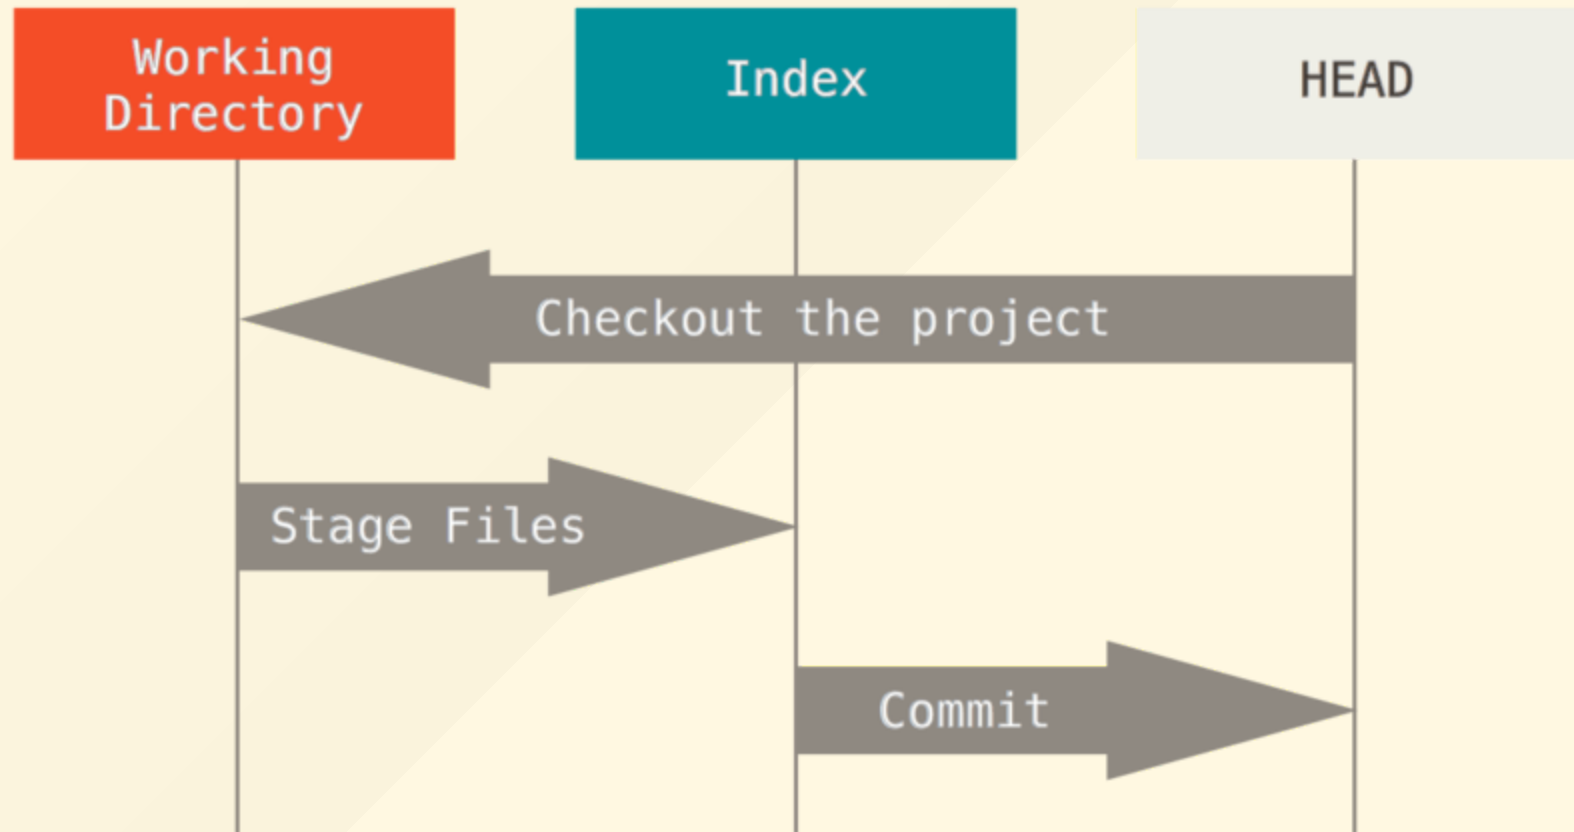 Working
Directory
Index
HEAD
Checkout the project
Stage Files
Commit